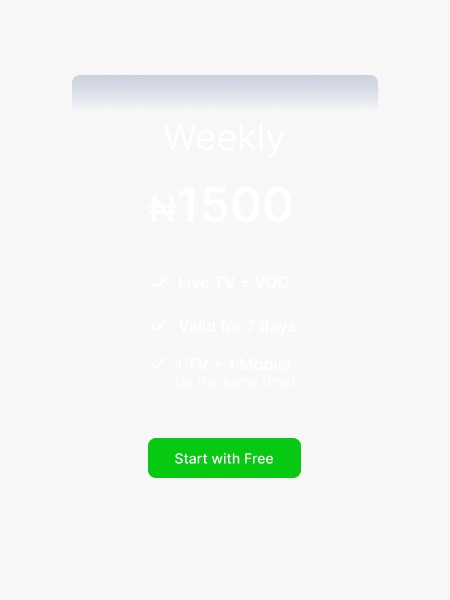 Weekly
₦1500
Live TV + VOD
Valid for 7 days
1 TV + 1 Mobile
(at the same time)
Start with Free